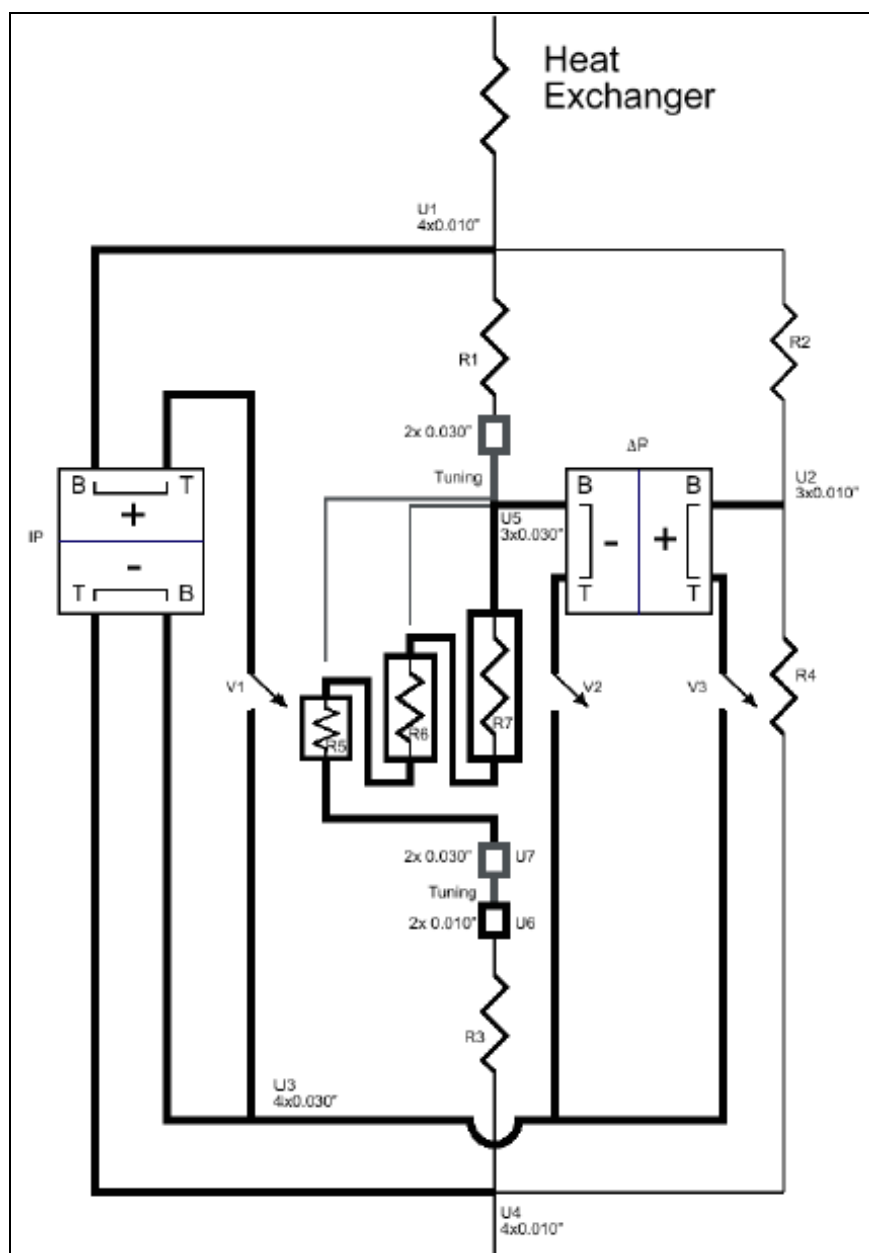 Heat
Exchanger
U1
4x0.010"
R1
R2
2x 0.030"
ΔP
Tuning
B
T
B
B
U2
3x0.010"
+
U5
3x0.030"
-
+
IP
-
T
B
T
T
V1
V2
V3
R4
R5
R6
R7
2x 0.030"
U7
Tuning
2x 0.010"
U6
R3
U3
4x0.030"
U4
4x0.010"